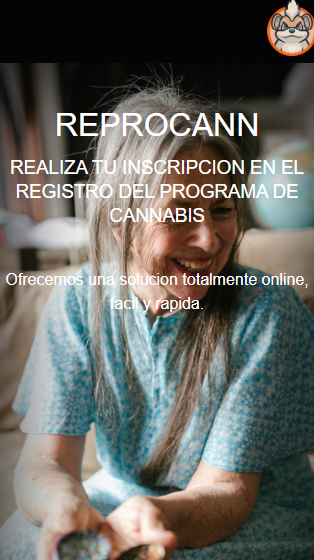 REPROCANN
REALIZA TU INSCRIPCION EN EL
REGISTRO DEL PROGRAMA DE
CANNABIS
Ofrecemos una solucion totalmente online,
facil y rapida.